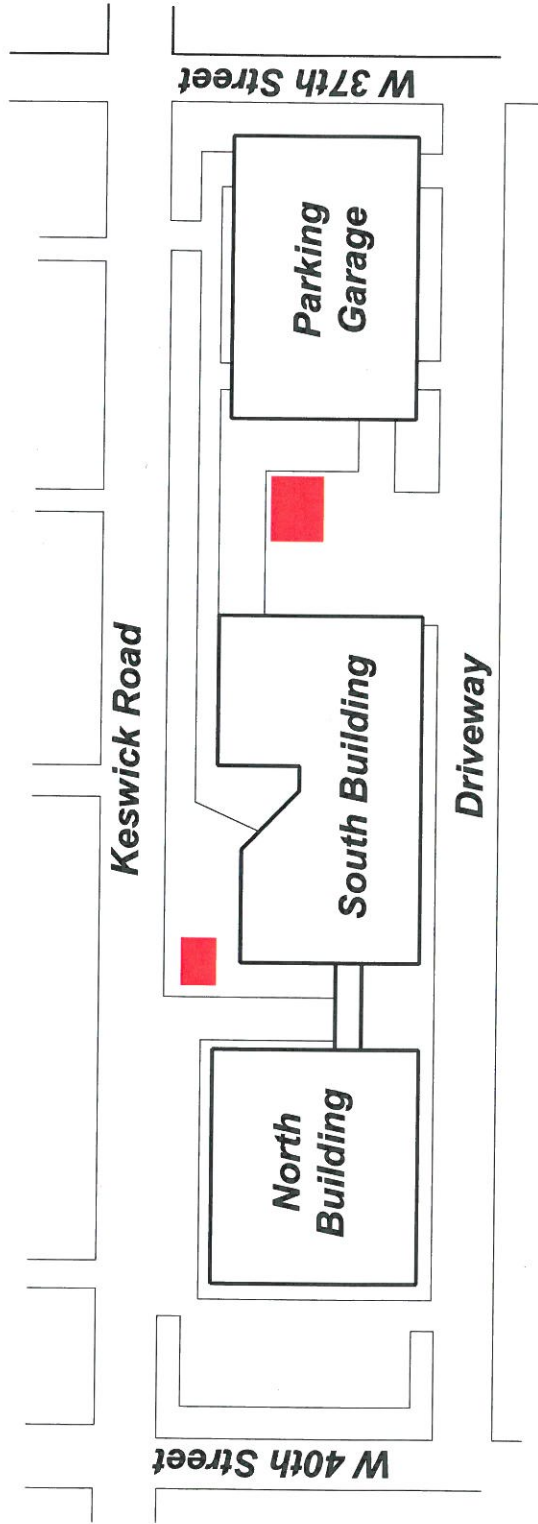 W 37th Street
Parking
Garage
Keswick Road
South Building
Driveway
North
Building
W 40th Street